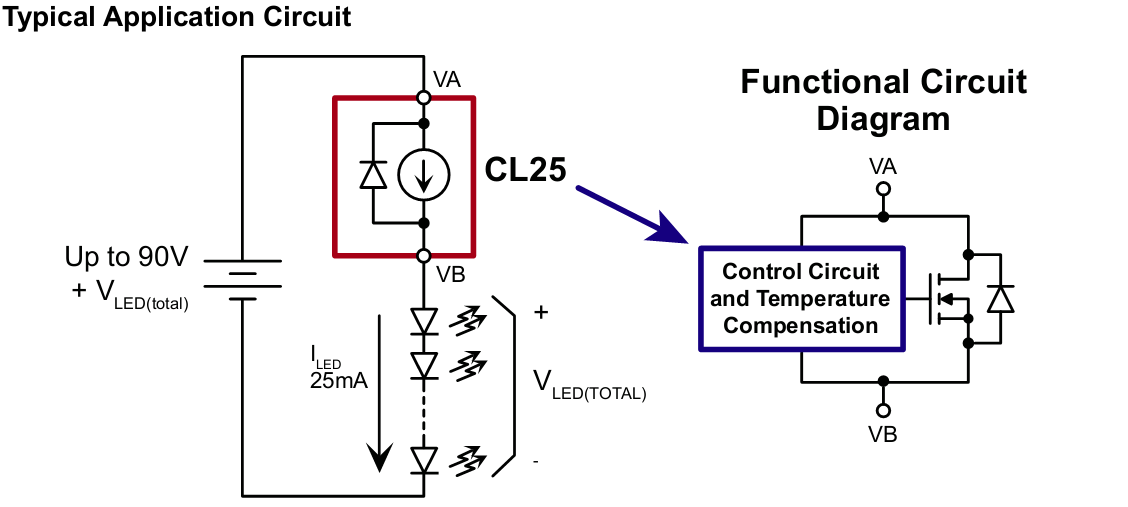 Typical Application Circuit
VA
CL25
Up to 90V
+ VLED(total)
VB
ILED
25mA
+
VLED(TOTAL)
-
Functional Circuit
Diagram
VA
Control Circuit
and Temperature
Compensation
VB